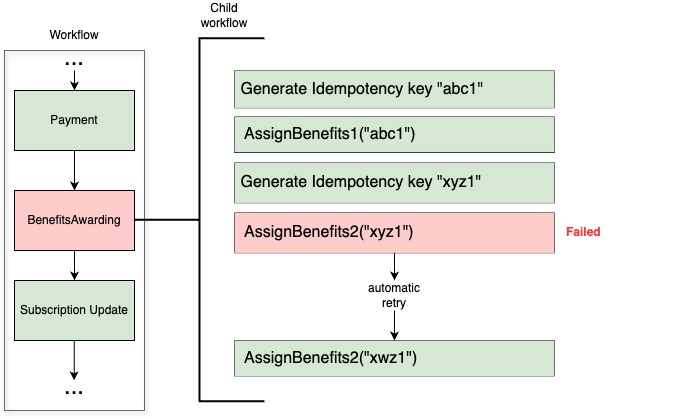 Workflow
...
Payment
BenefitsAwarding
Subscription Update
...
Child
workflow
Generate Idempotency key "abc1"
AssignBenefits1("abc1")
Generate Idempotency key "xyz1"
AssignBenefits2("xyz1")
Failed
automatic
retry
AssignBenefits2("xwz1")